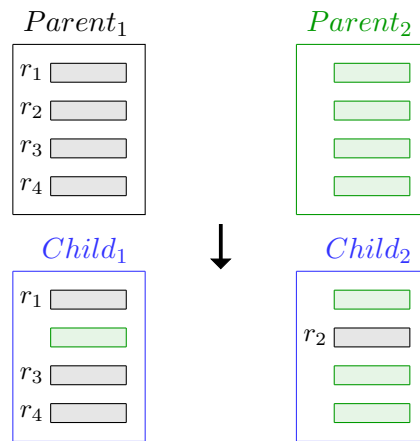 Parent₁ Parent₂
r₁
r₂
r₃
r₄
Child₁ Child₂
r₁
r₂
r₃
r₄